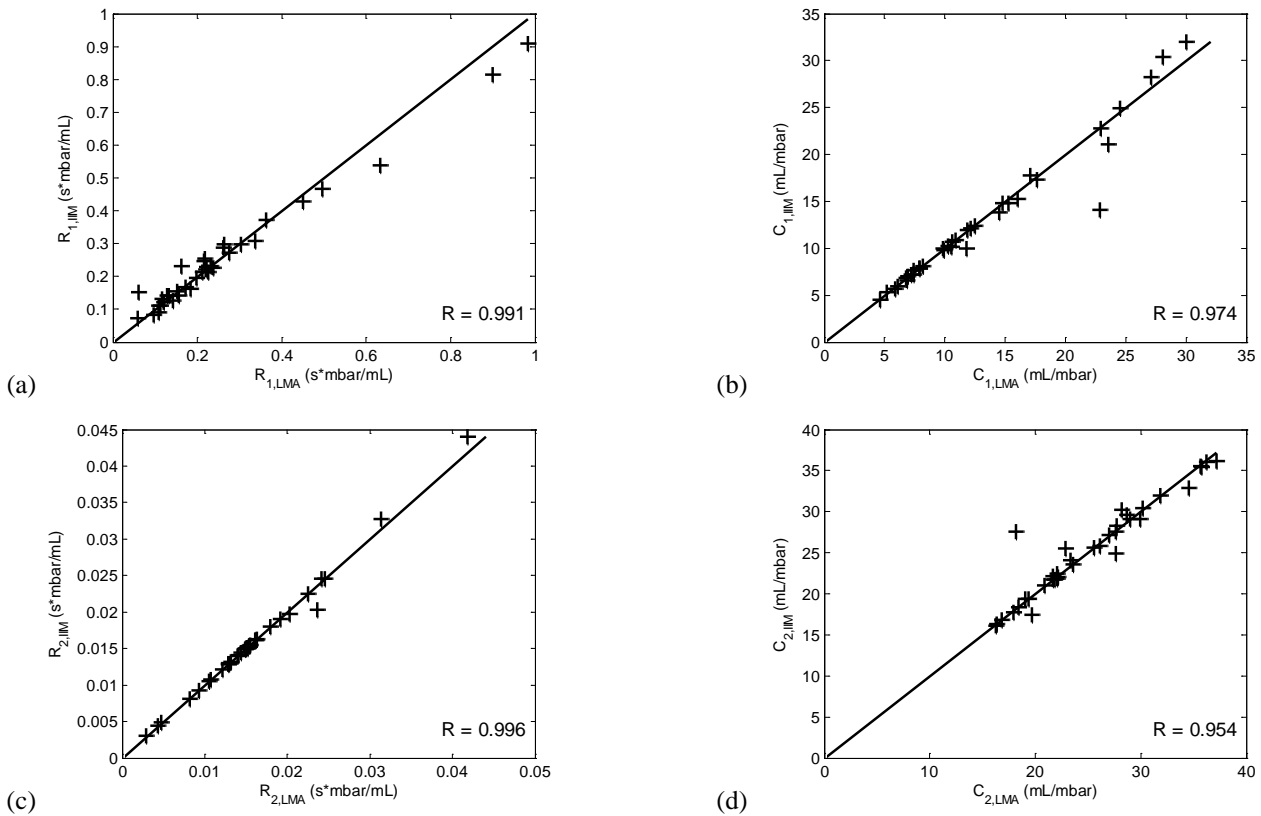 1
0.9
0.8
0.7
0.6
0.5
0.4
0.3
0.2
0.1
0
R1,IIM (s*mbar/mL)
R = 0.991
0 0.2 0.4 0.6 0.8 1
R1,LMA (s*mbar/mL)
(a)
35
30
25
20
15
10
5
0
C1,IIM (mL/mbar)
R = 0.974
0 5 10 15 20 25 30 35
C1,LMA (mL/mbar)
(b)
0.045
0.04
0.035
0.03
0.025
0.02
0.015
0.01
0.005
0
R2,IIM (s*mbar/mL)
R = 0.996
0 0.01 0.02 0.03 0.04 0.05
R2,LMA (s*mbar/mL)
(c)
40
35
30
25
20
15
10
5
0
C2,IIM (mL/mbar)
R = 0.954
0 10 20 30 40
C2,LMA (mL/mbar)
(d)